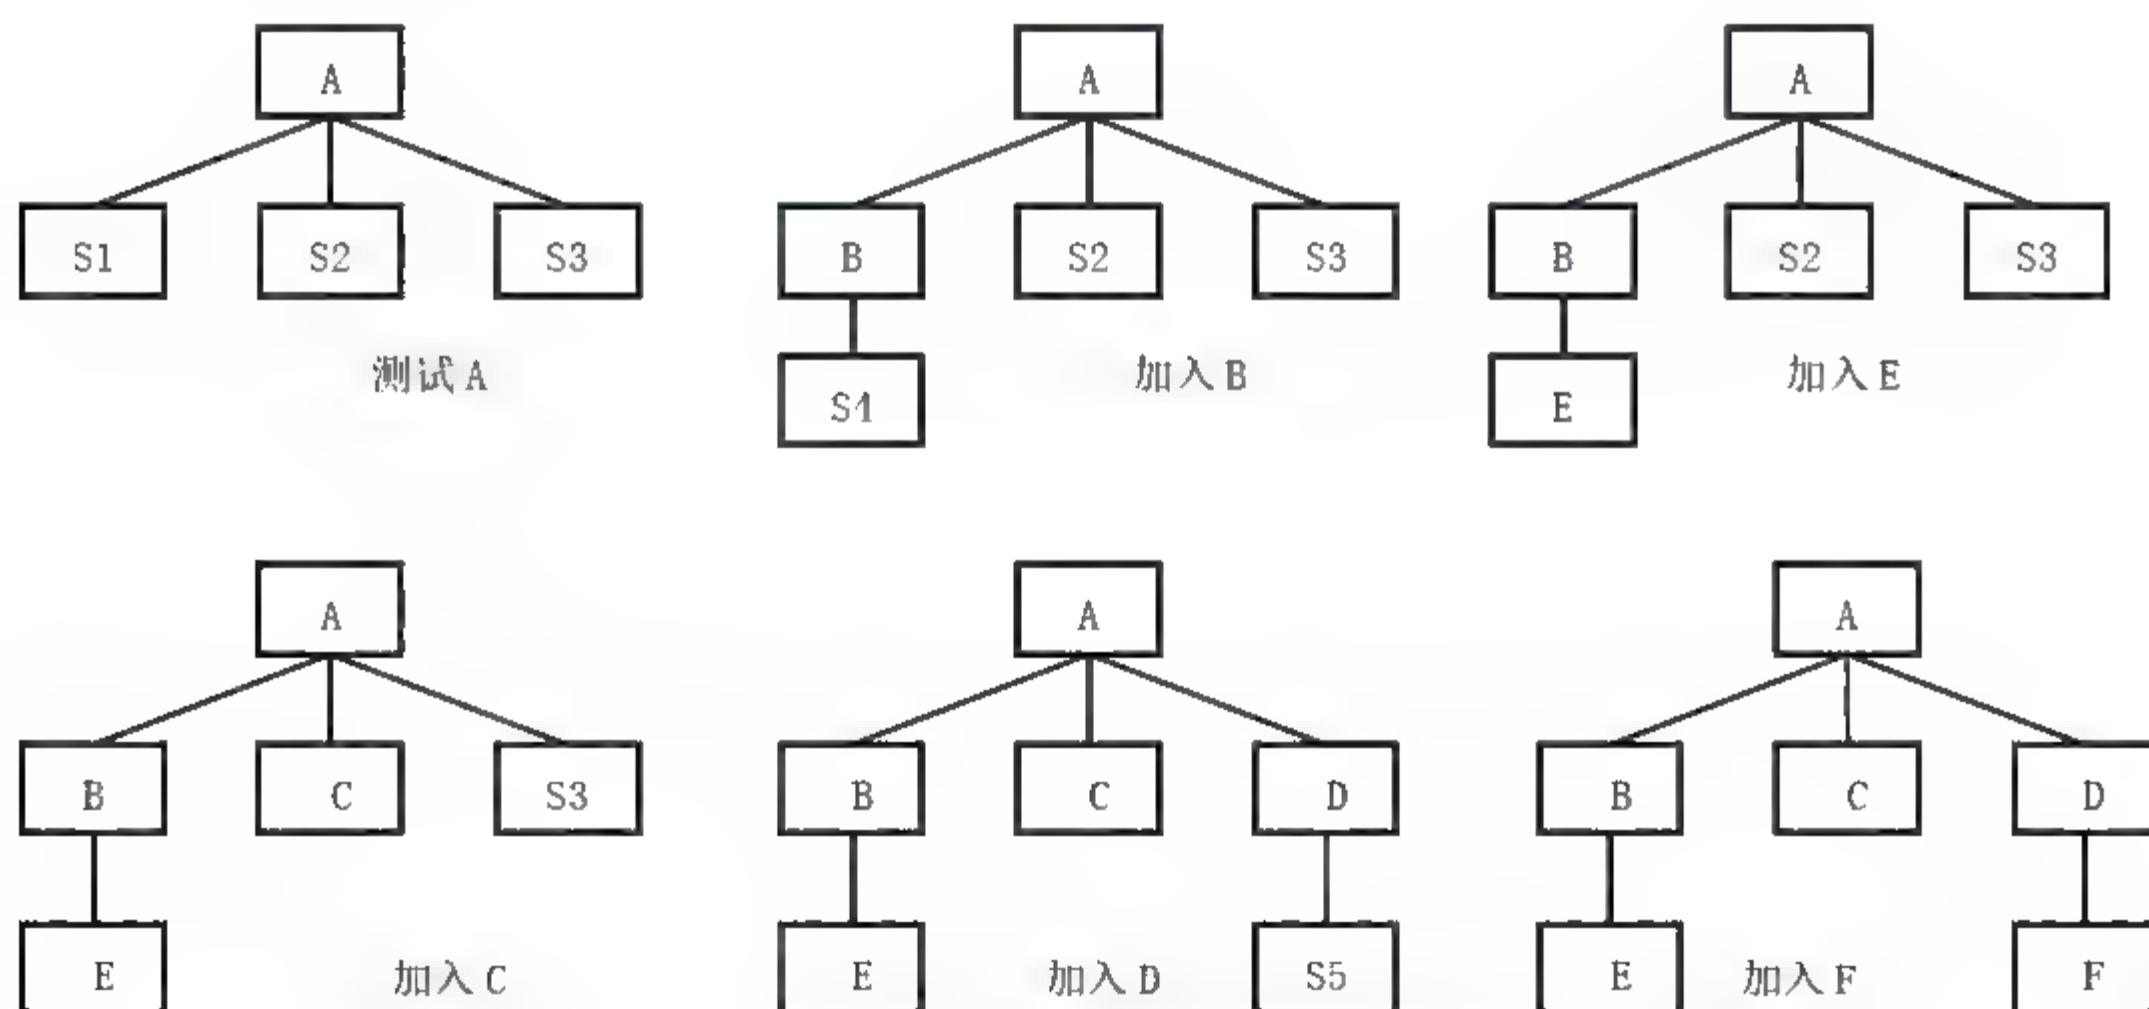 A A A
S1 S2 S3 B S2 S3 B S2 S3
测试A 加入B 加入E
S4 E
A A A
B C S3 B C D B C D
E 加入C E 加入D S5 E 加入F F